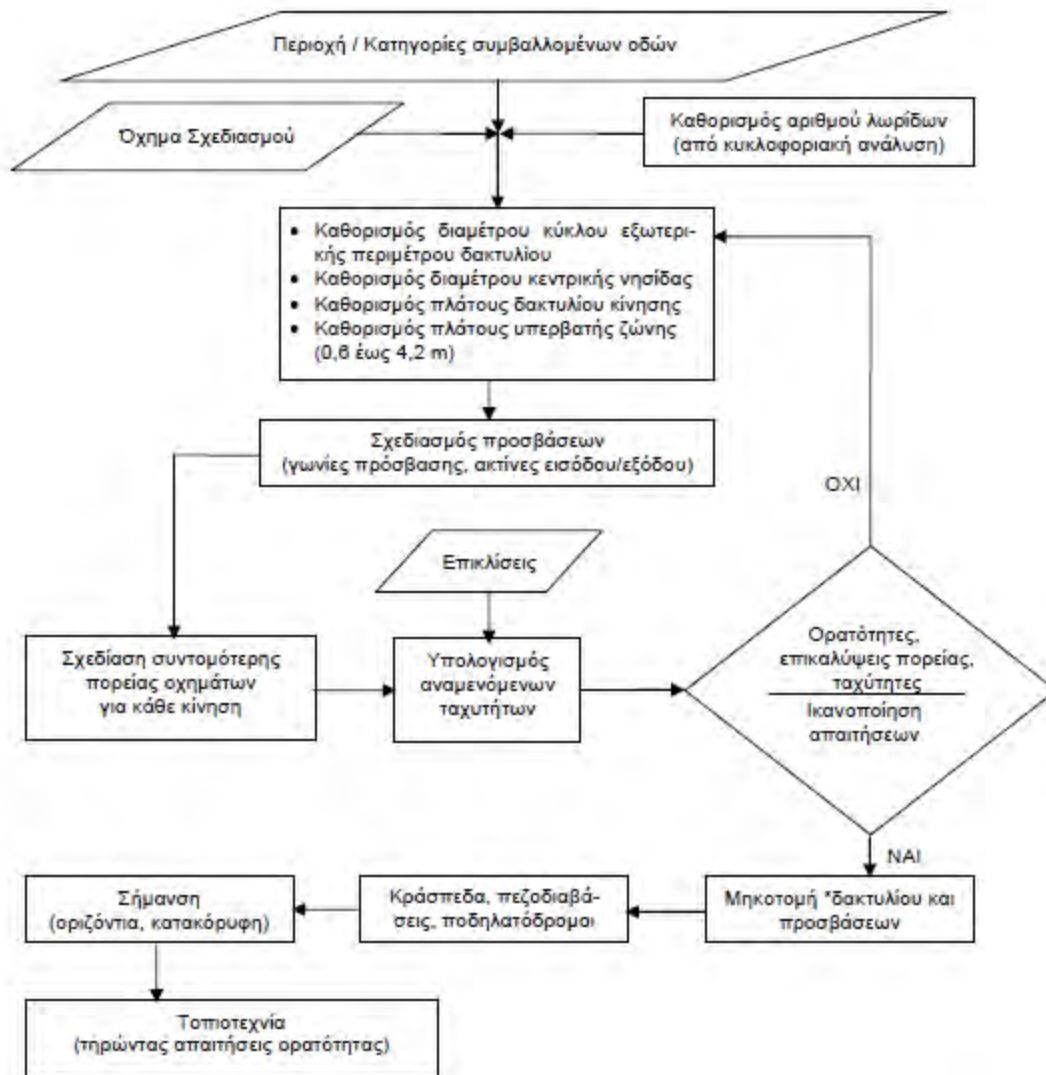 Περιοχή / Κατηγορίες συμβαλλομένων οδών
Όχημα Σχεδιασμού
Καθορισμός αριθμού λωρίδων
(από κυκλοφοριακή ανάλυση)
• Καθορισμός διαμέτρου κύκλου εξωτερι-
κής περιμέτρου δακτυλίου
• Καθορισμός διαμέτρου κεντρικής νησίδας
• Καθορισμός πλάτους δακτυλίου κίνησης
• Καθορισμός πλάτους υπερβατής ζώνης
(0,6 έως 4,2 m)
Σχεδιασμός προσβάσεων
(γωνίες πρόσβασης, ακτίνες εισόδου/εξόδου)
ΟΧΙ
Επικλίσεις
Σχεδίαση συντομότερης
πορείας οχημάτων
για κάθε κίνηση
Υπολογισμός
αναμενόμενων
ταχυτήτων
Ορατότητες,
επικαλύψεις πορείας,
ταχύτητες
Ικανοποίηση
απαιτήσεων
ΝΑΙ
Σήμανση
(οριζόντια, κατακόρυφη)
Κράσπεδα, πεζοδιαβά-
σεις, ποδηλατόδρομοι
Μηκοτομή *δακτυλίου και
προσβάσεων
Τοπιοτεχνία
(τηρώντας απαιτήσεις ορατότητας)